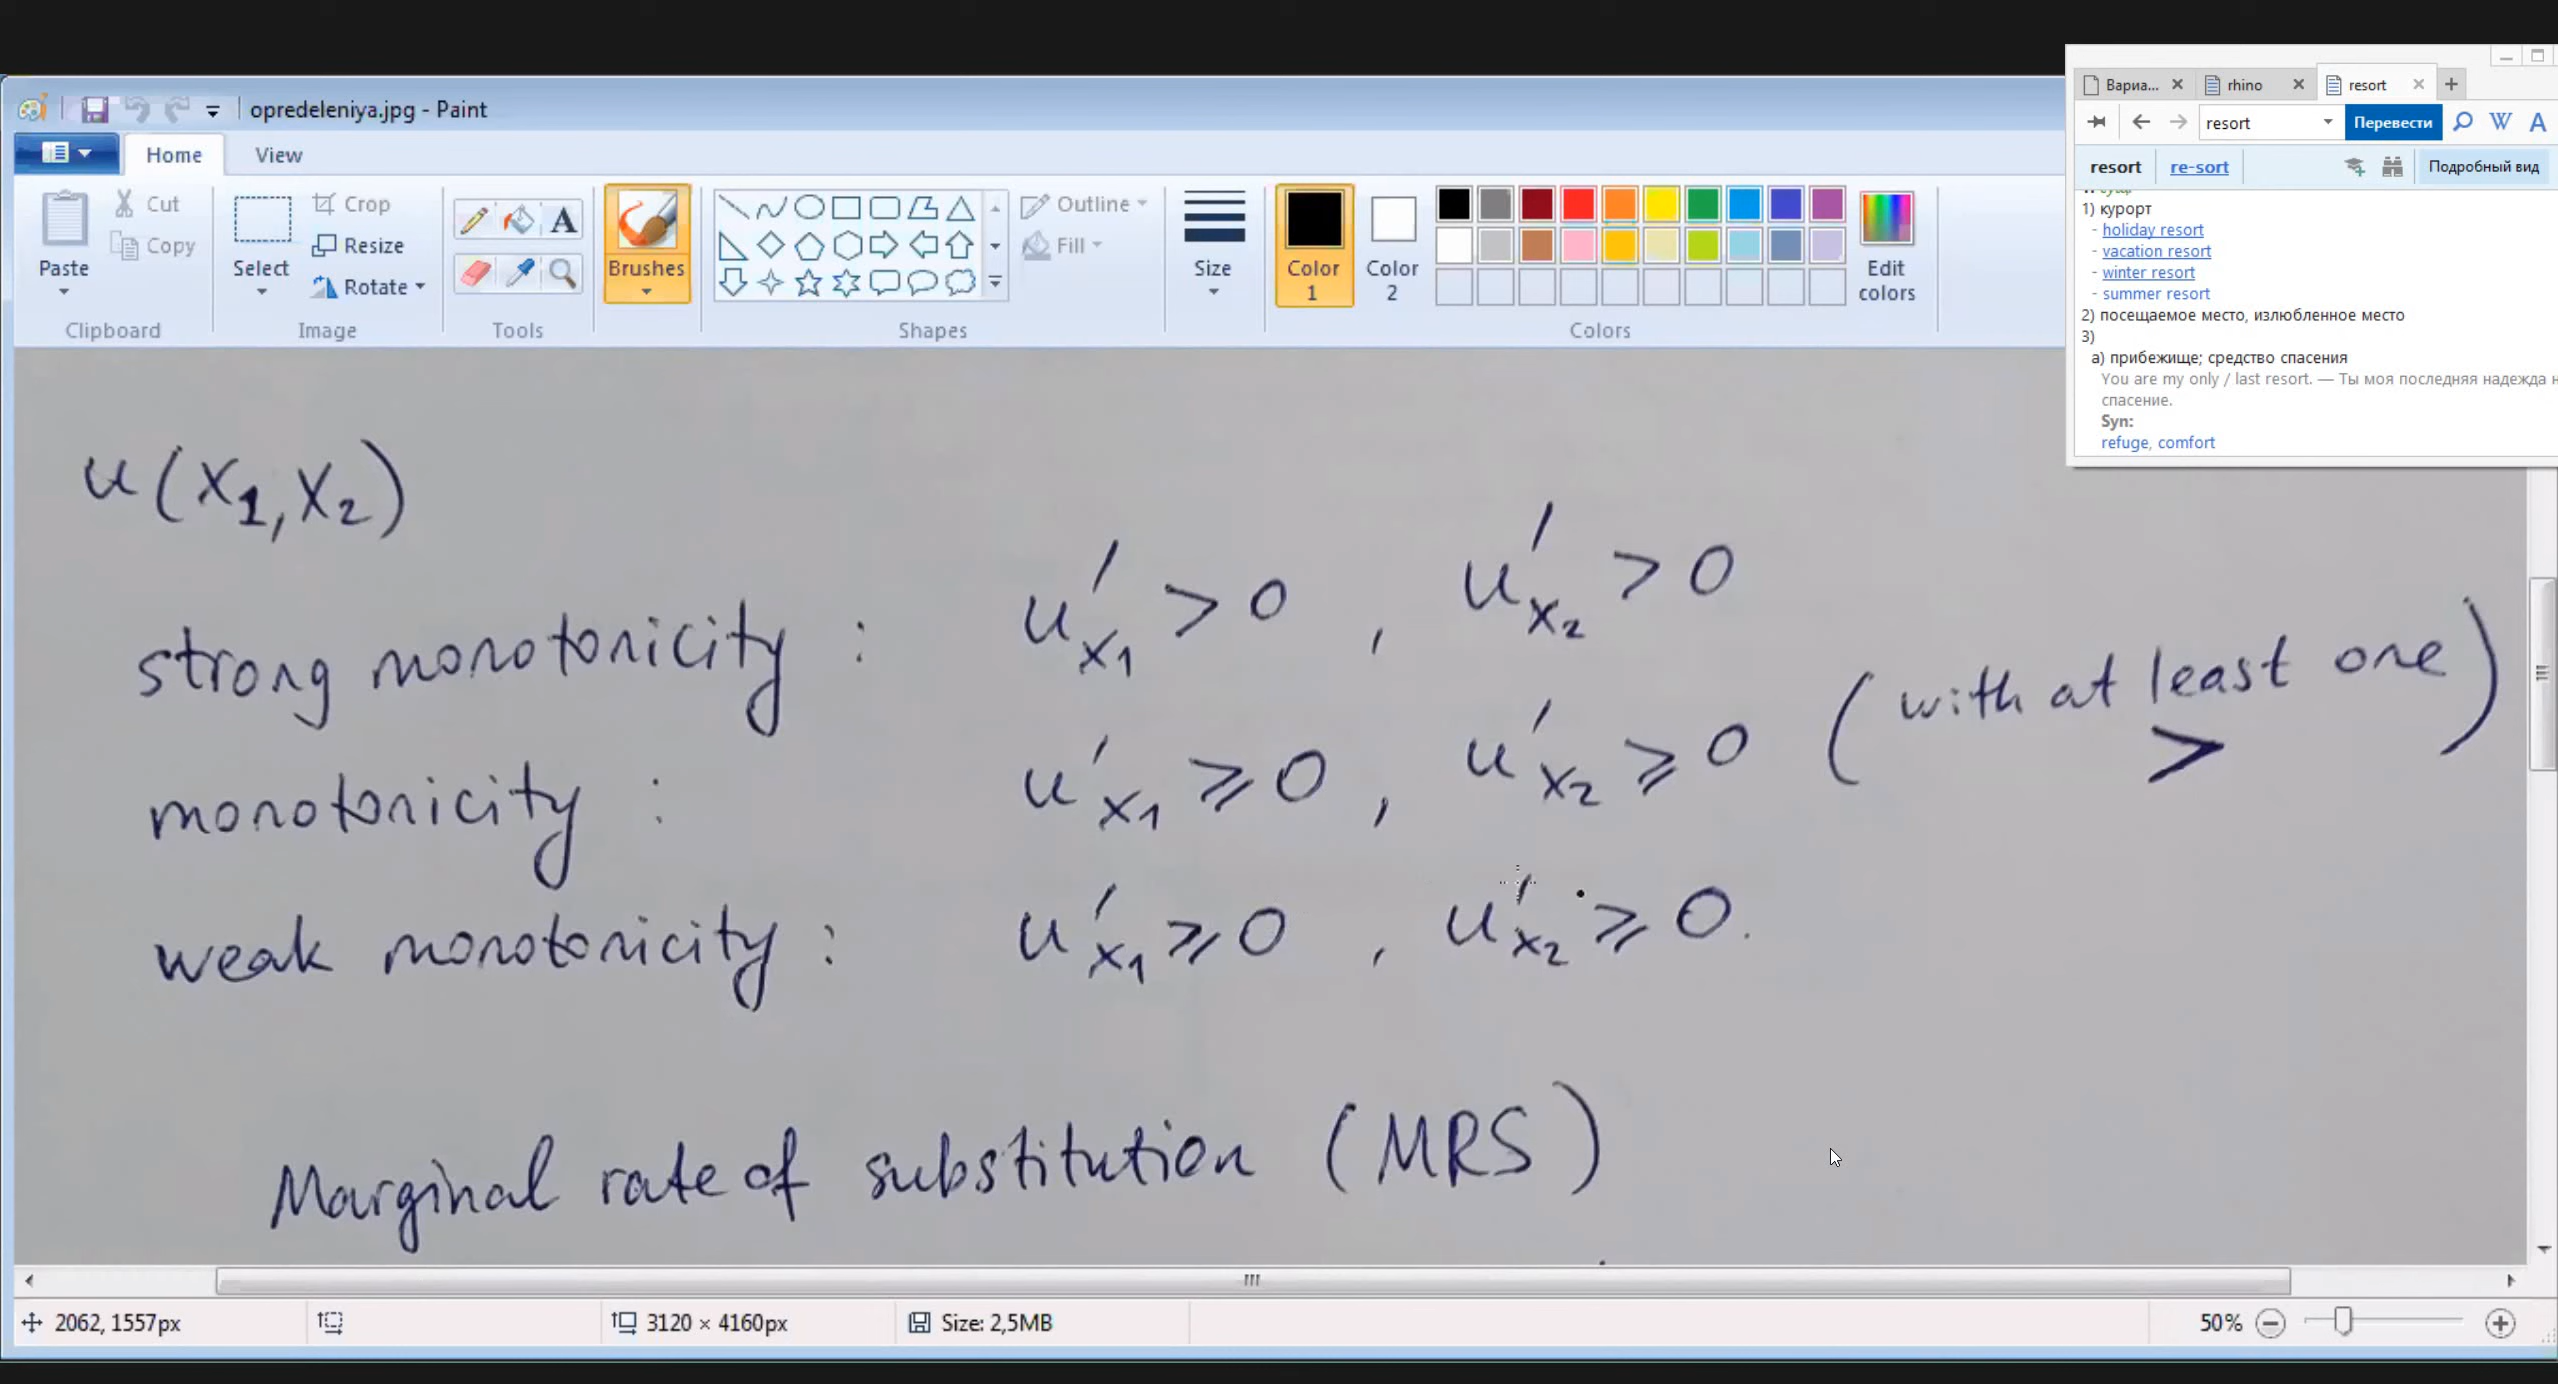 opredeleniya.jpg - Paint
Home View
Paste Cut Copy Clipboard
Select Crop Resize Rotate Image
A Tools
Brushes
Shapes
Outline Fill
Size
Color 1 Color 2 Edit colors Colors
Вариа... rhino resort
resort Перевести W A
resort re-sort Подробный вид
1) курорт
- holiday resort
- vacation resort
- winter resort
- summer resort
2) посещаемое место, излюбленное место
3)
а) прибежище; средство спасения
You are my only / last resort. — Ты моя последняя надежда н
спасение.
Syn:
refuge, comfort
u(x₁,x₂)
strong monotonicity : u'x₁ > 0 , u'x₂ > 0
monotonicity : u'x₁ ⩾ 0 , u'x₂ ⩾ 0 (with at least one >)
weak monotonicity : u'x₁ ⩾ 0 , u'x₂ ⩾ 0.
Marginal rate of substitution (MRS)
2062, 1557px 3120 × 4160px Size: 2,5MB 50%